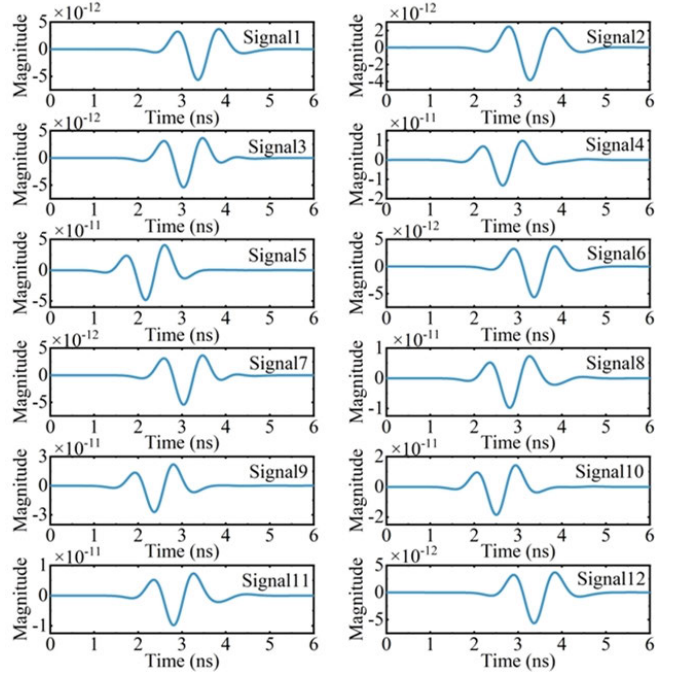 ×10⁻¹² ×10⁻¹²
Magnitude 5 0 -5 Signal1 Magnitude 2 0 -2 -4 Signal2
0 1 2 3 4 5 6 0 1 2 3 4 5 6
Time (ns) Time (ns)
×10⁻¹² ×10⁻¹¹
Magnitude 5 0 -5 Signal3 Magnitude 1 0 -1 -2 Signal4
0 1 2 3 4 5 6 0 1 2 3 4 5 6
Time (ns) Time (ns)
×10⁻¹¹ ×10⁻¹²
Magnitude 5 0 -5 Signal5 Magnitude 5 0 -5 Signal6
0 1 2 3 4 5 6 0 1 2 3 4 5 6
Time (ns) Time (ns)
×10⁻¹² ×10⁻¹¹
Magnitude 5 0 -5 Signal7 Magnitude 1 0 -1 Signal8
0 1 2 3 4 5 6 0 1 2 3 4 5 6
Time (ns) Time (ns)
×10⁻¹¹ ×10⁻¹¹
Magnitude 3 0 -3 Signal9 Magnitude 2 0 -2 Signal10
0 1 2 3 4 5 6 0 1 2 3 4 5 6
Time (ns) Time (ns)
×10⁻¹¹ ×10⁻¹²
Magnitude 1 0 -1 Signal11 Magnitude 5 0 -5 Signal12
0 1 2 3 4 5 6 0 1 2 3 4 5 6
Time (ns) Time (ns)